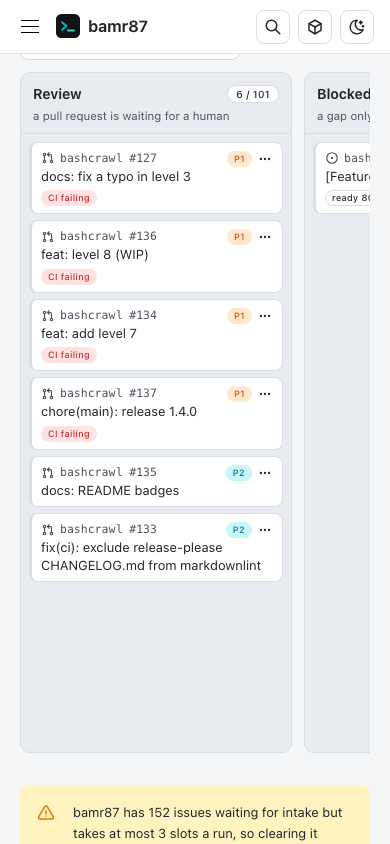 bamr87
Review
6 / 101
a pull request is waiting for a human
bashcrawl #127
P1
docs: fix a typo in level 3
CI failing
bashcrawl #136
P1
feat: level 8 (WIP)
CI failing
bashcrawl #134
P1
feat: add level 7
CI failing
bashcrawl #137
P1
chore(main): release 1.4.0
CI failing
bashcrawl #135
P2
docs: README badges
bashcrawl #133
P2
fix(ci): exclude release-please
CHANGELOG.md from markdownlint
Blocked
a gap only
bash
[Feature
ready 80
bamr87 has 152 issues waiting for intake but
takes at most 3 slots a run, so clearing it